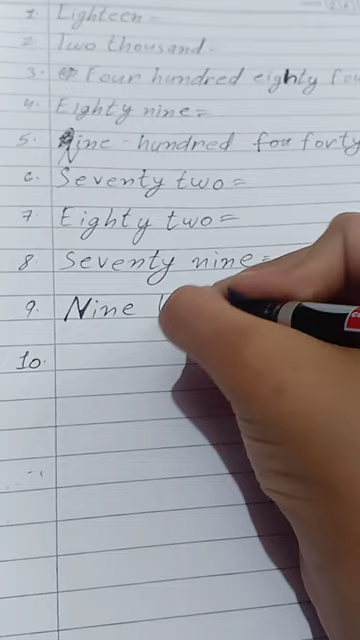 1. Eighteen =
2. Two thousand -
3. Four hundred eighty
4. Eighty nine =
5. Nine - hundred fou forty
6. Seventy two =
7. Eighty two =
8. Seventy nine =
9. Nine
10.